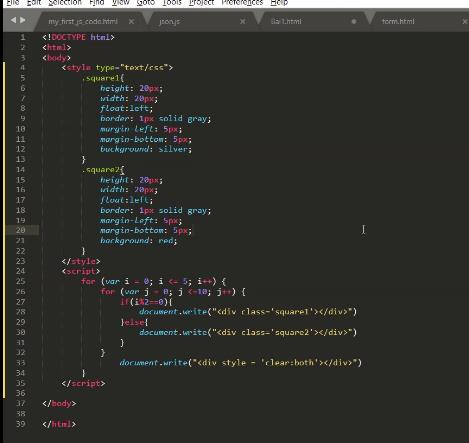 File Edit Selection Find View Goto Tools Project Preferences Help
my_first_js_code.html × json.js × Bai1.html form.html ×
1 <!DOCTYPE html>
2 <html>
3 <body>
4 <style type="text/css">
5 .square1{
6 height: 20px;
7 width: 20px;
8 float:left;
9 border: 1px solid gray;
10 margin-left: 5px;
11 margin-bottom: 5px;
12 background: silver;
13 }
14 .square2{
15 height: 20px;
16 width: 20px;
17 float:left;
18 border: 1px solid gray;
19 margin-left: 5px;
20 margin-bottom: 5px;
21 background: red;
22 }
23 </style>
24 <script>
25 for (var i = 0; i <= 5; i++) {
26 for (var j = 0; j <=10; j++) {
27 if(i%2==0){
28 document.write("<div class='square1'></div>")
29 }else{
30 document.write("<div class='square2'></div>")
31 }
32 }
33 document.write("<div style = 'clear:both'></div>")
34 }
35 </script>
36
37 </body>
38
39 </html>